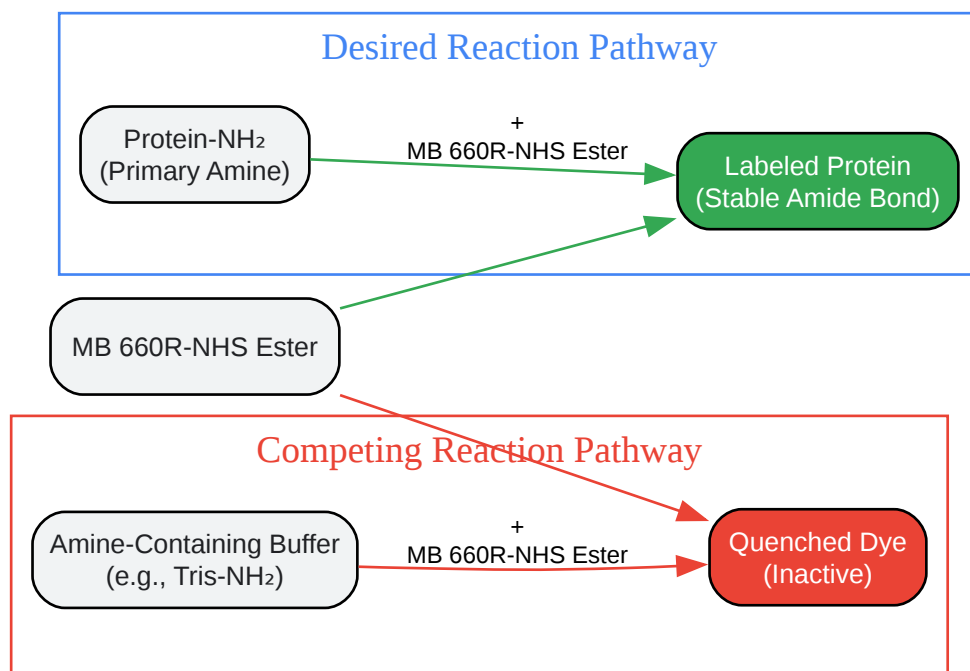 Desired Reaction Pathway
Protein-NH₂
(Primary Amine)
+
MB 660R-NHS Ester
Labeled Protein
(Stable Amide Bond)
MB 660R-NHS Ester
Competing Reaction Pathway
Amine-Containing Buffer
(e.g., Tris-NH₂)
+
MB 660R-NHS Ester
Quenched Dye
(Inactive)